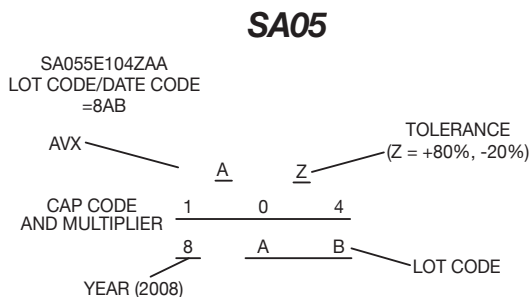 SA05
SA055E104ZAA
LOT CODE/DATE CODE
=8AB
AVX
TOLERANCE
(Z = +80%, -20%)
A Z
CAP CODE
AND MULTIPLIER
1 0 4
8 A B
LOT CODE
YEAR (2008)